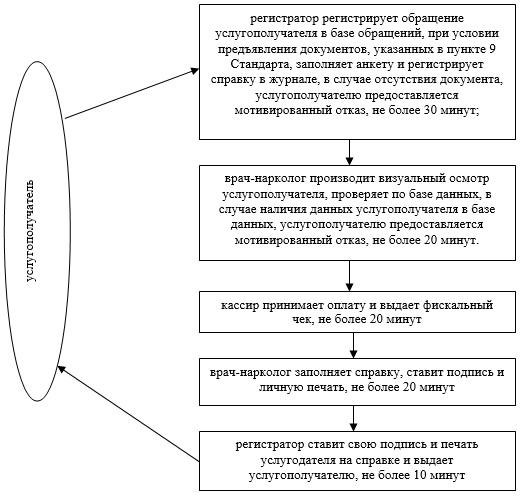 регистратор регистрирует обращение
услугополучателя в базе обращений, при условии
предъявления документов, указанных в пункте 9
Стандарта, заполняет анкету и регистрирует
справку в журнале, в случае отсутствия документа,
услугополучателю предоставляется
мотивированный отказ, не более 30 минут;
услугополучатель
врач-нарколог производит визуальный осмотр
услугополучателя, проверяет по базе данных, в
случае наличия данных услугополучателя в базе
данных, услугополучателю предоставляется
мотивированный отказ, не более 20 минут.
кассир принимает оплату и выдает фискальный
чек, не более 20 минут
врач-нарколог заполняет справку, ставит подпись и
личную печать, не более 20 минут
регистратор ставит свою подпись и печать
услугодателя на справке и выдает
услугополучателю, не более 10 минут